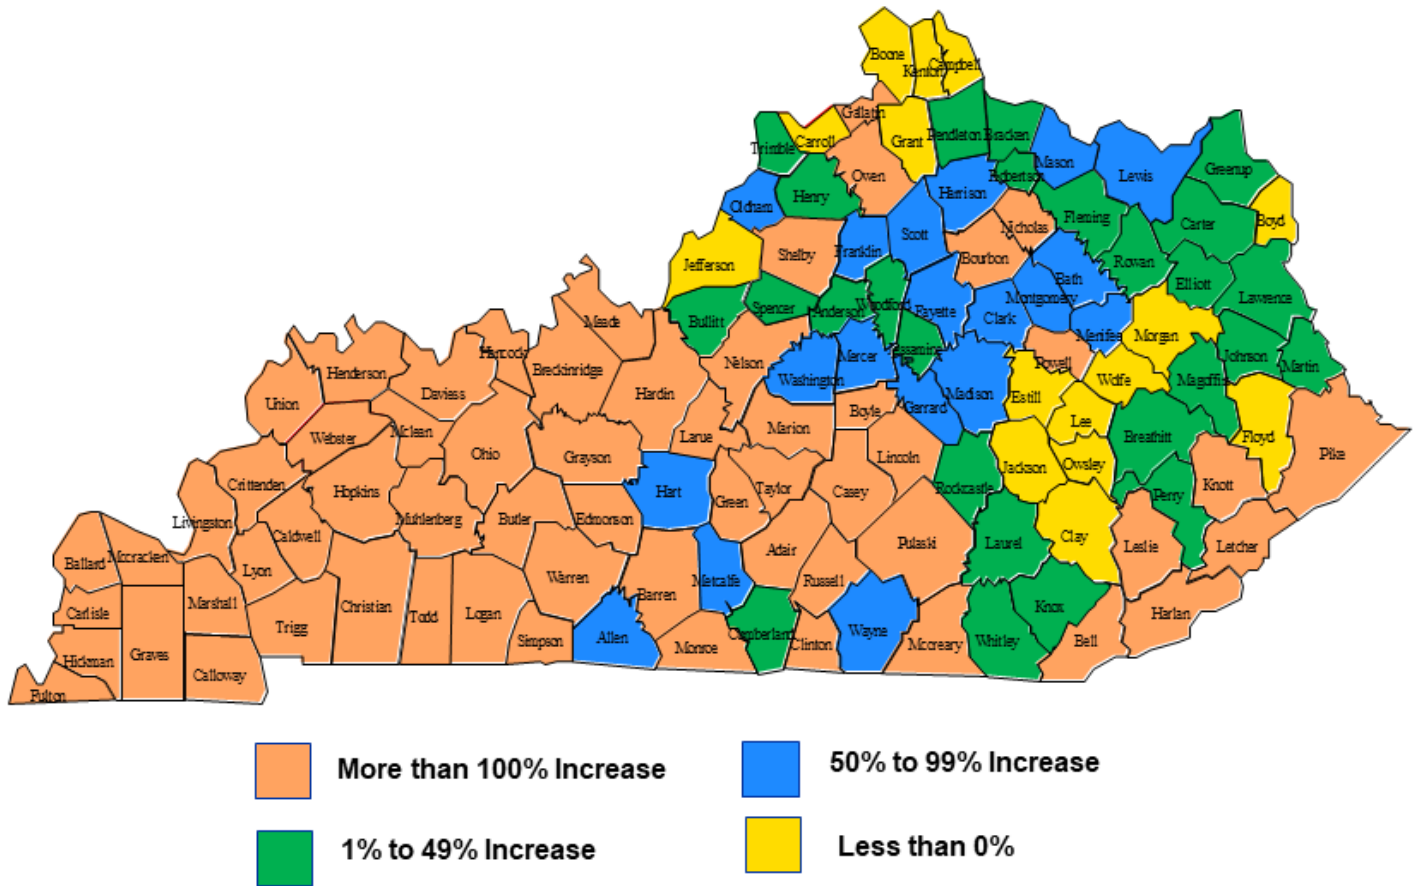 Boone
Kenton
Campbell
Gallatin
Carroll
Grant
Pendleton
Bracken
Trimble
Mason
Owen
Robertson
Lewis
Greenup
Henry
Harrison
Oldham
Nicholas
Fleming
Carter
Boyd
Scott
Franklin
Shelby
Bourbon
Jefferson
Rowan
Bath
Elliott
Lawrence
Montgomery
Spencer
Anderson
Woodford
Fayette
Clark
Bullitt
Menifee
Morgan
Meade
Nelson
Mercer
Powell
Johnson
Martin
Hancock
Breckinridge
Henderson
Daviess
Washington
Wolfe
Magoffin
Union
Hardin
Madison
Estill
Garrard
Boyle
Lee
Webster
Mclean
Larue
Marion
Breathitt
Floyd
Ohio
Grayson
Lincoln
Pike
Jackson
Owsley
Crittenden
Hopkins
Hart
Green
Taylor
Casey
Rockcastle
Perry
Knott
Livingston
Muhlenberg
Butler
Edmonson
Caldwell
Clay
Pulaski
Laurel
Leslie
Letcher
Adair
Ballard
Mccracken
Lyon
Warren
Metcalfe
Russell
Barren
Marshall
Christian
Carlisle
Todd
Logan
Knox
Harlan
Trigg
Simpson
Allen
Cumberland
Wayne
Monroe
Clinton
Mccreary
Whitley
Bell
Graves
Hickman
Calloway
Fulton
More than 100% Increase
50% to 99% Increase
1% to 49% Increase
Less than 0%